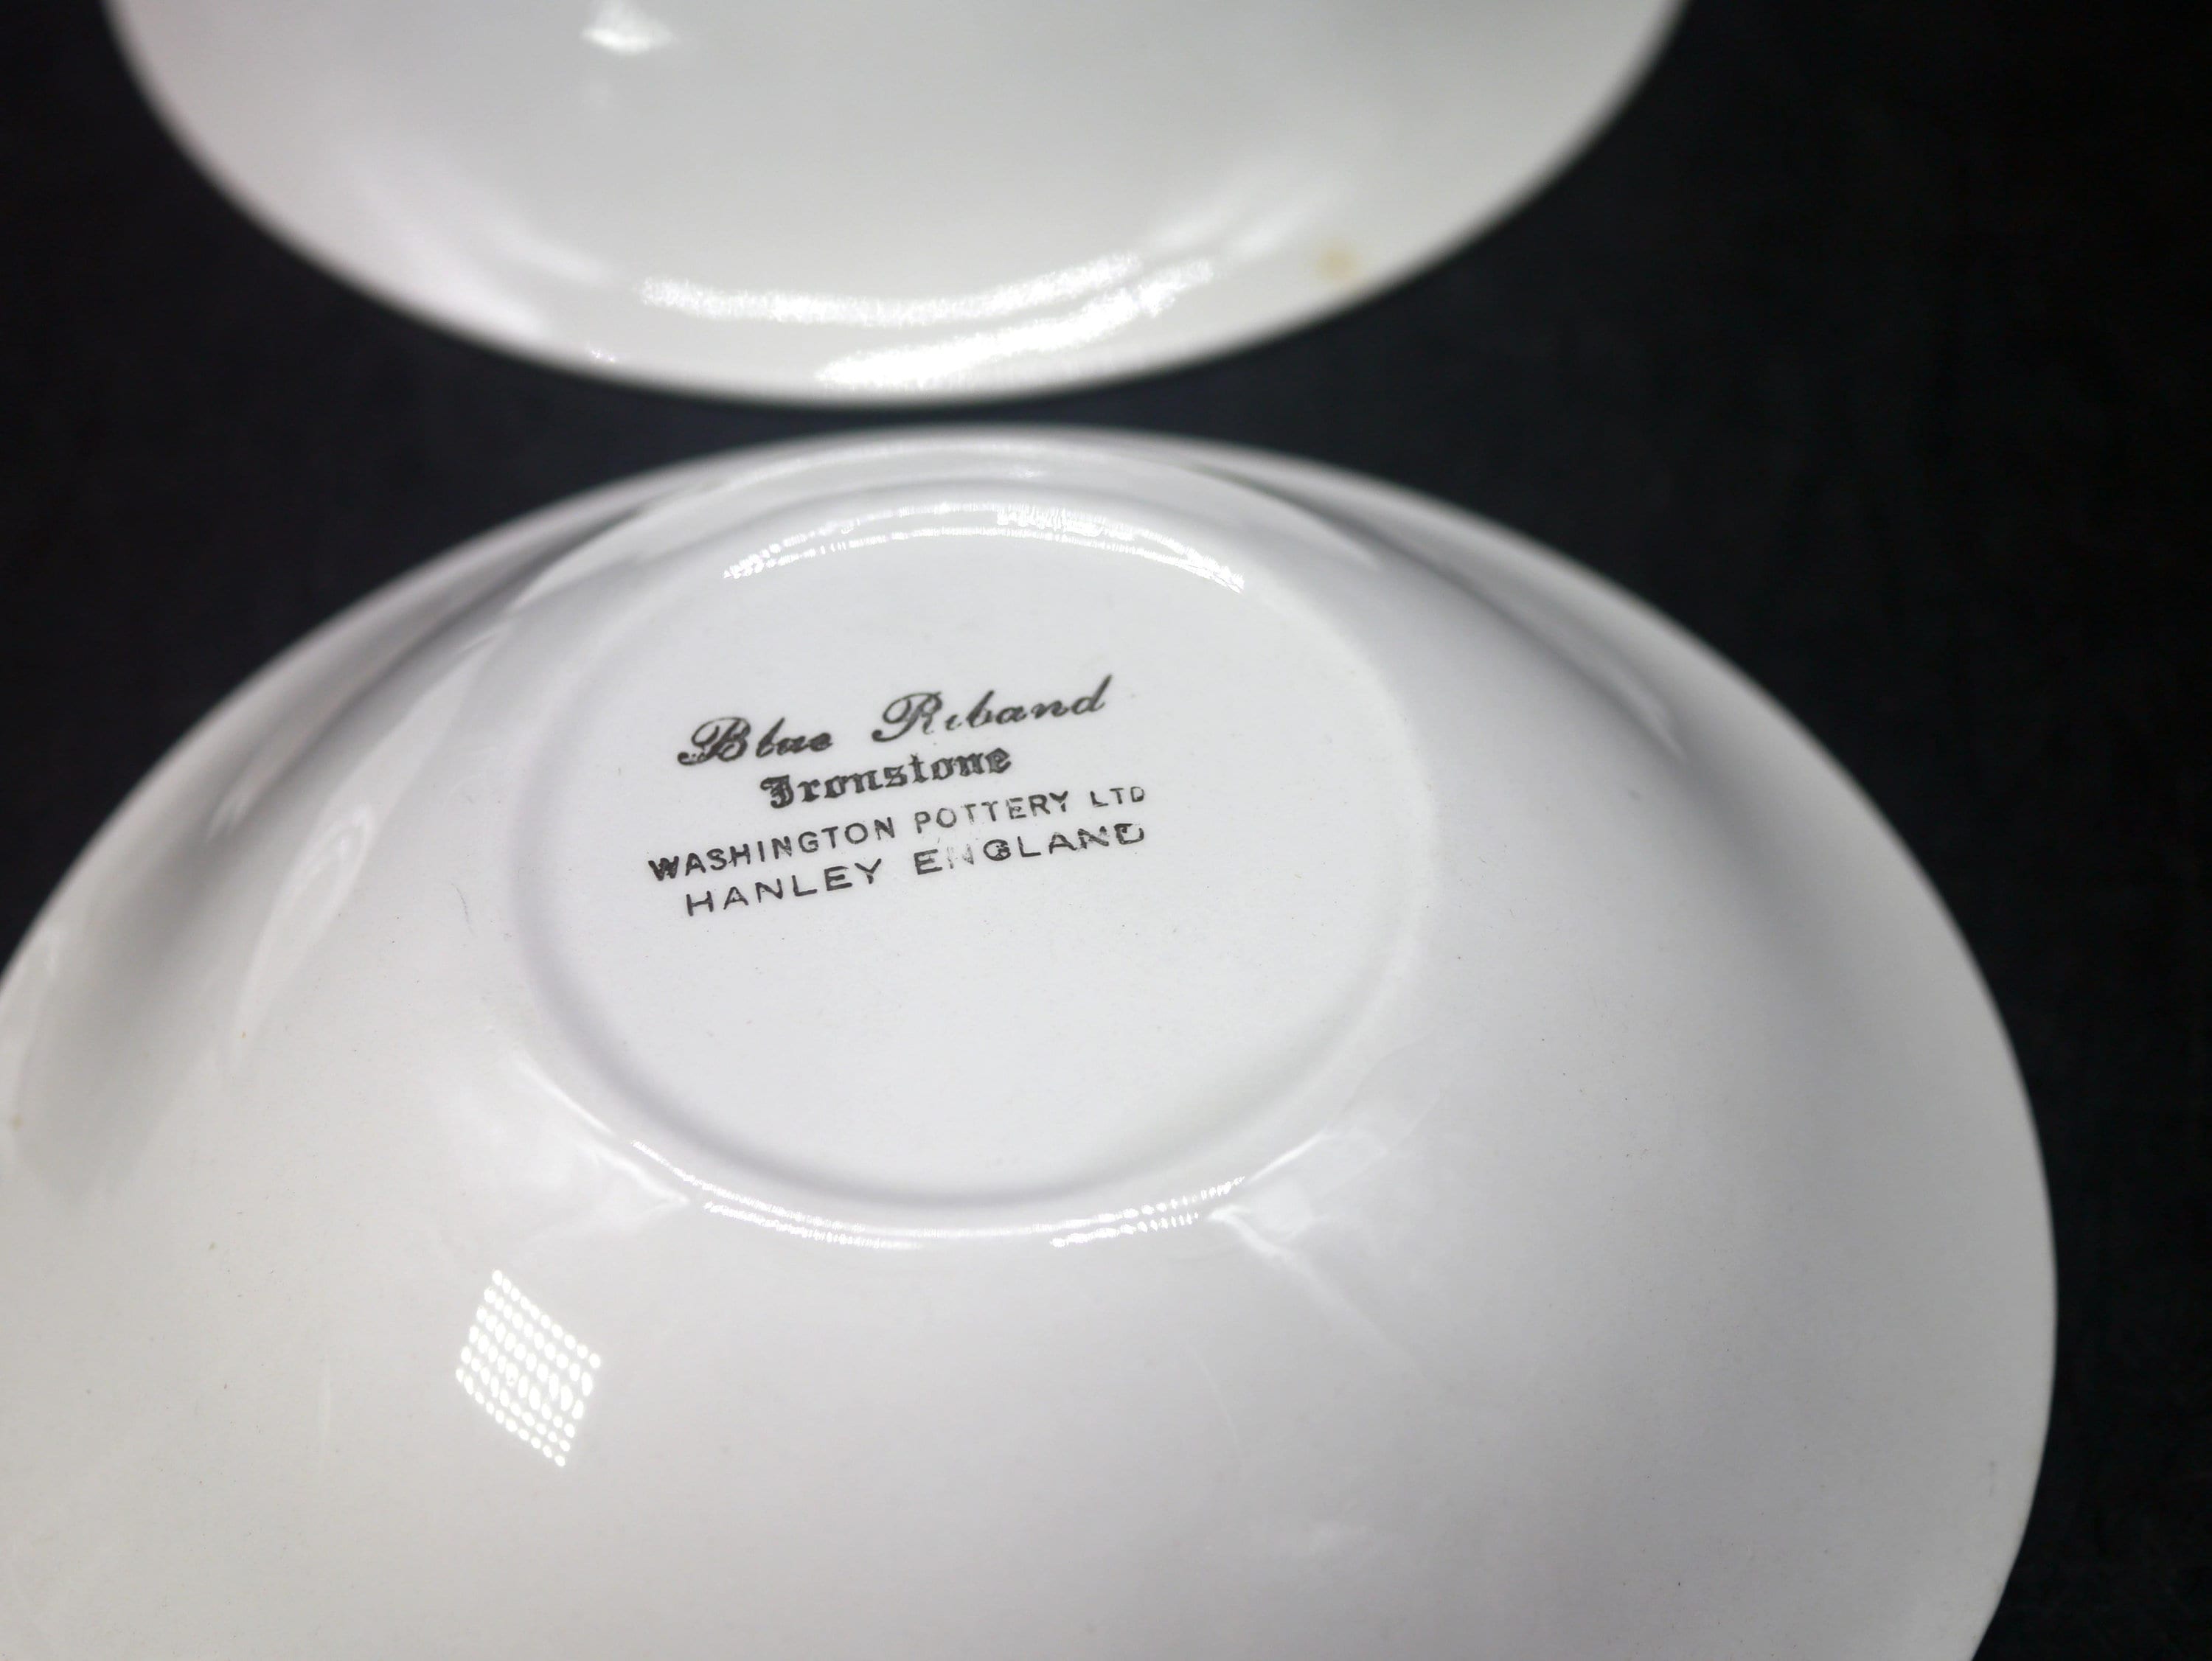 Blue Riband
Ironstone
WASHINGTON POTTERY LTD
HANLEY ENGLAND